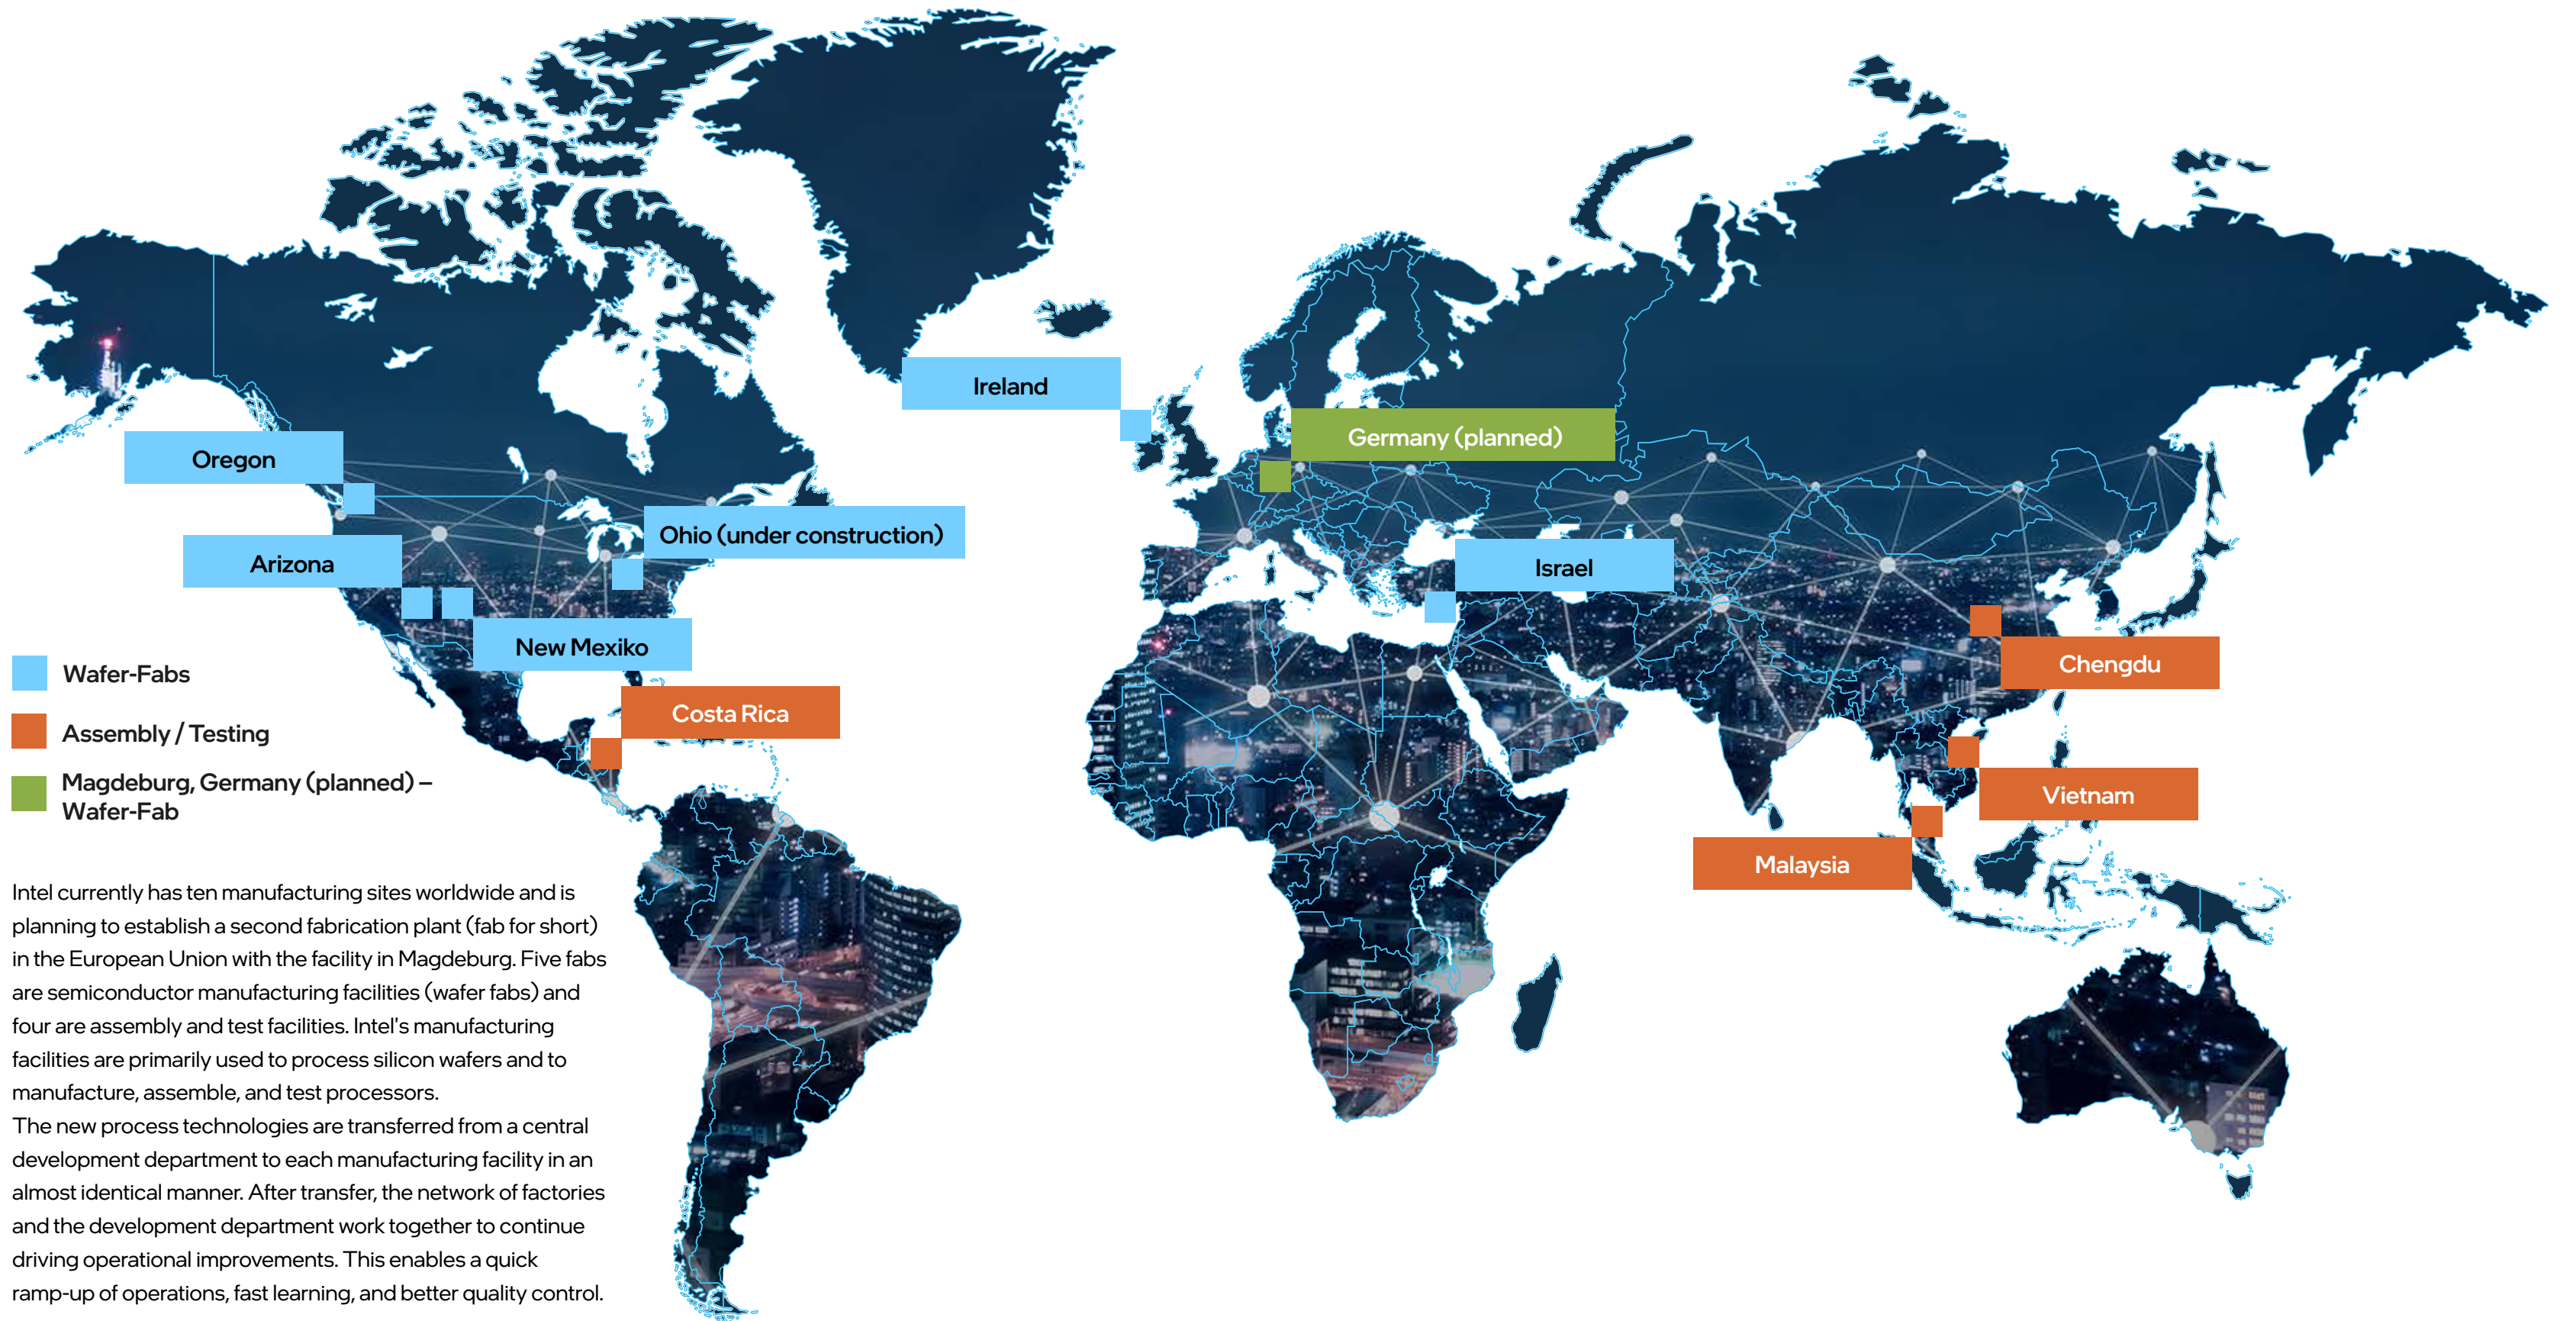 Ireland
Germany (planned)
Oregon
Ohio (under construction)
Arizona
Israel
New Mexiko
Chengdu
Wafer-Fabs
Costa Rica
Assembly / Testing
Magdeburg, Germany (planned) –
Wafer-Fab
Vietnam
Malaysia
Intel currently has ten manufacturing sites worldwide and is
planning to establish a second fabrication plant (fab for short)
in the European Union with the facility in Magdeburg. Five fabs
are semiconductor manufacturing facilities (wafer fabs) and
four are assembly and test facilities. Intel's manufacturing
facilities are primarily used to process silicon wafers and to
manufacture, assemble, and test processors.
The new process technologies are transferred from a central
development department to each manufacturing facility in an
almost identical manner. After transfer, the network of factories
and the development department work together to continue
driving operational improvements. This enables a quick
ramp-up of operations, fast learning, and better quality control.